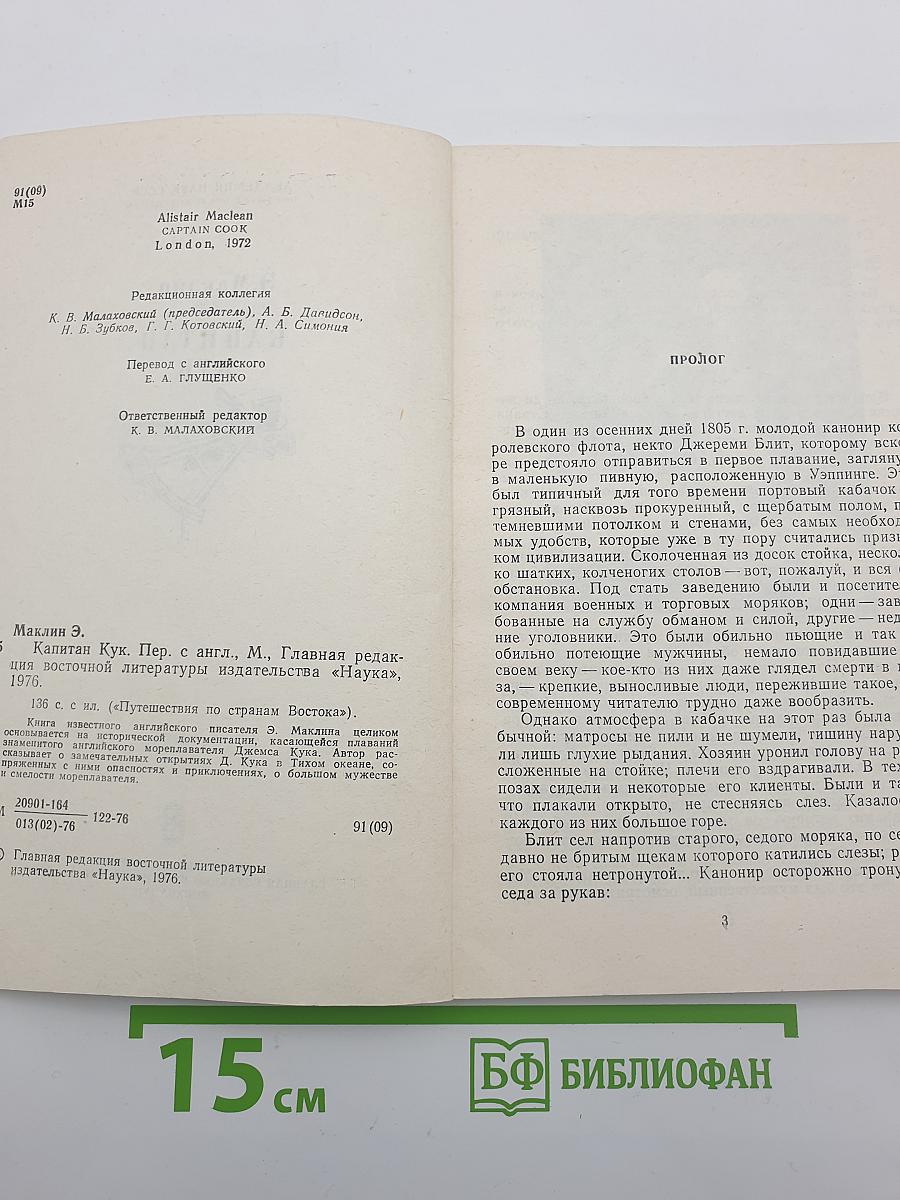 91(09)
М15
Alistair Maclean
CAPTAIN COOK
London, 1972
Редакционная коллегия
К. В. Малаховский (председатель), А. Б. Давидсон,
Н. Б. Зубков, Г. Г. Котовский, Н. А. Симония
Перевод с английского
Е. А. ГЛУЩЕНКО
Ответственный редактор
К. В. МАЛАХОВСКИЙ
Маклин Э.
Капитан Кук. Пер. с англ., М., Главная редак-
ция восточной литературы издательства «Наука»,
1976.
136 с. с ил. («Путешествия по странам Востока»).
Книга известного английского писателя Э. Маклина целиком
основывается на исторической документации, касающейся плаваний
знаменитого английского мореплавателя Джемса Кука. Автор рас-
сказывает о замечательных открытиях Д. Кука в Тихом океане, со-
пряженных с ними опасностях и приключениях, о большом мужестве
и смелости мореплавателя.
М 20901-164
013(02)-76 122-76
91(09)
Главная редакция восточной литературы
издательства «Наука», 1976.
ПРОЛОГ
В один из осенних дней 1805 г. молодой канонир ко
ролевского флота, некто Джереми Блит, которому вско
ре предстояло отправиться в первое плавание, загляну
в маленькую пивную, расположенную в Уэппинге. Э
был типичный для того времени портовый кабачок
грязный, насквозь прокуренный, с щербатым полом, п
темневшими потолком и стенами, без самых необход
мых удобств, которые уже в ту пору считались призн
ком цивилизации. Сколоченная из досок стойка, нескол
ко шатких, колченогих столов — вот, пожалуй, и вся
обстановка. Под стать заведению были и посетите
компания военных и торговых моряков; одни — зав
бованные на службу обманом и силой, другие — нед
ние уголовники. Это были обильно пьющие и так
обильно потеющие мужчины, немало повидавшие
своем веку — кое-кто из них даже глядел смерти в
за, — крепкие, выносливые люди, пережившие такое,
современному читателю трудно даже вообразить.
Однако атмосфера в кабачке на этот раз была
бычной: матросы не пили и не шумели, тишину нару
ли лишь глухие рыдания. Хозяин уронил голову на р
сложенные на стойке; плечи его вздрагивали. В тех
позах сидели и некоторые его клиенты. Были и та
что плакали открыто, не стесняясь слез. Казало
каждого из них большое горе.
Блит сел напротив старого, седого моряка, по се
давно не бритым щекам которого катились слезы; р
его стояла нетронутой... Канонир осторожно трону
седа за рукав:
3
15 см
БФ БИБЛИОФАН